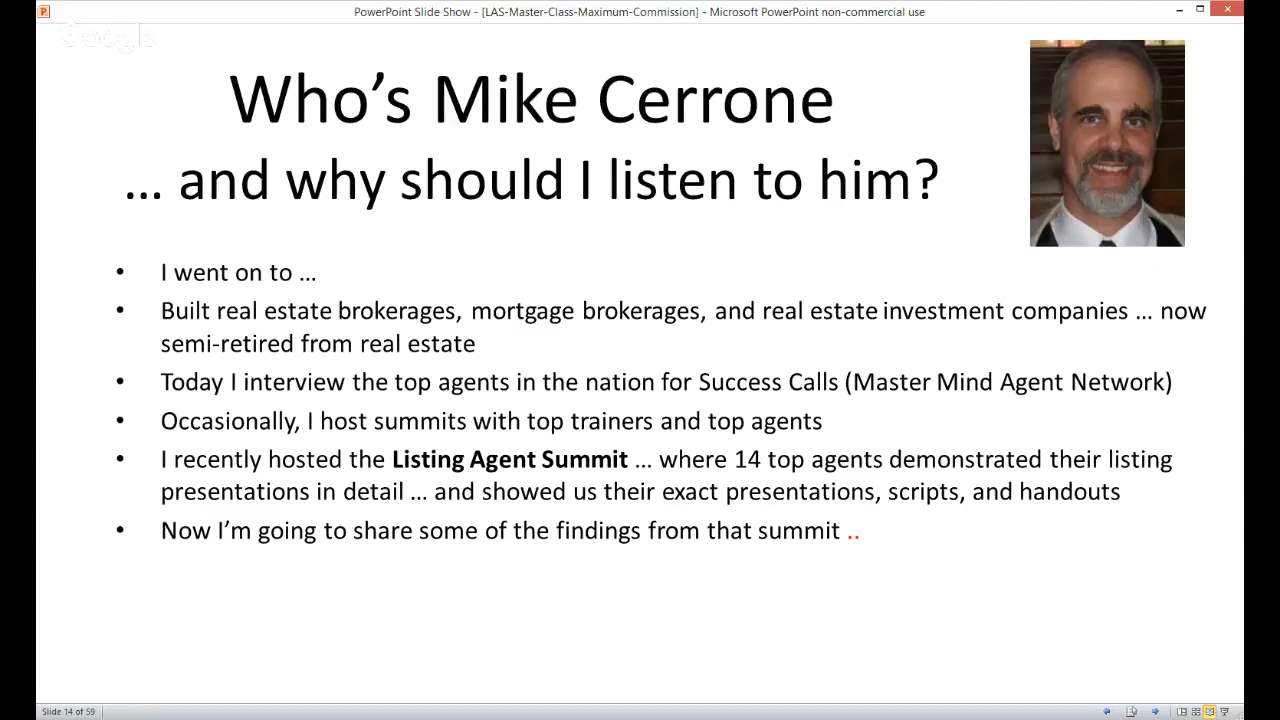 PowerPoint Slide Show - [LAS-Master-Class-Maximum-Commission] - Microsoft PowerPoint non-commercial use
Google
Who's Mike Cerrone
... and why should I listen to him?
• I went on to ...
• Built real estate brokerages, mortgage brokerages, and real estate investment companies ... now
semi-retired from real estate
• Today I interview the top agents in the nation for Success Calls (Master Mind Agent Network)
• Occasionally, I host summits with top trainers and top agents
• I recently hosted the Listing Agent Summit ... where 14 top agents demonstrated their listing
presentations in detail ... and showed us their exact presentations, scripts, and handouts
• Now I'm going to share some of the findings from that summit ..
Slide 14 of 59